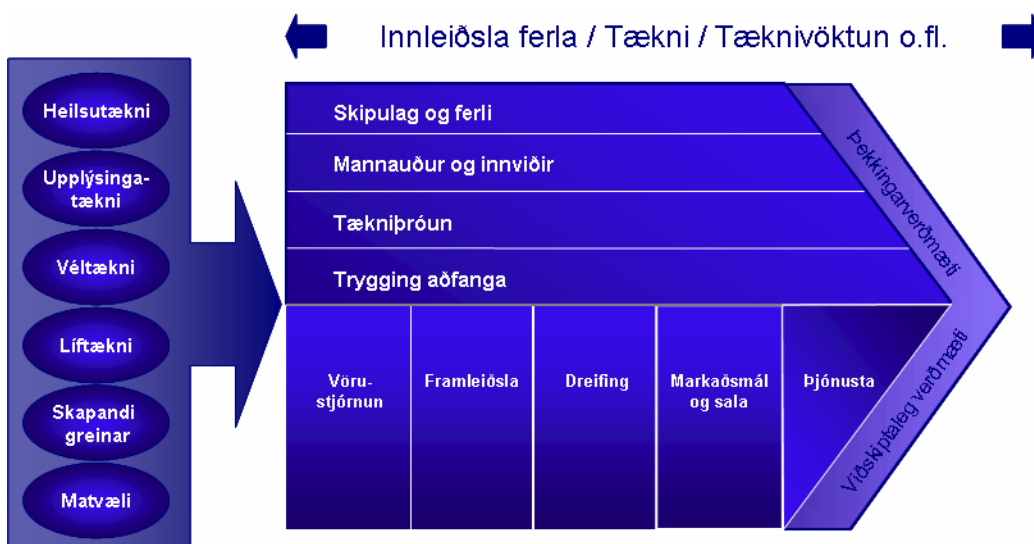 Innleiðsla ferla / Tækni / Tæknivöktun o.fl.
Heilsutækni
Upplýsinga-
tækni
Véltækni
Líftækni
Skapandi
greinar
Matvæli
Skipulag og ferli
Mannauður og innviðir
Tækniþróun
Trygging aðfanga
Vöru-
stjórnun
Framleiðsla
Dreifing
Markaðsmál
og sala
Þjónusta
Þekkingarverðmæti
Viðskiptaleg verðmæti